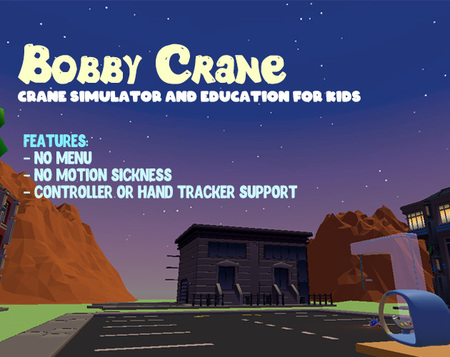 Bobby Crane
CRANE SIMULATOR AND EDUCATION FOR KIDS
FEATURES:
- NO MENU
- NO MOTION SICKNESS
- CONTROLLER OR HAND TRACKER SUPPORT